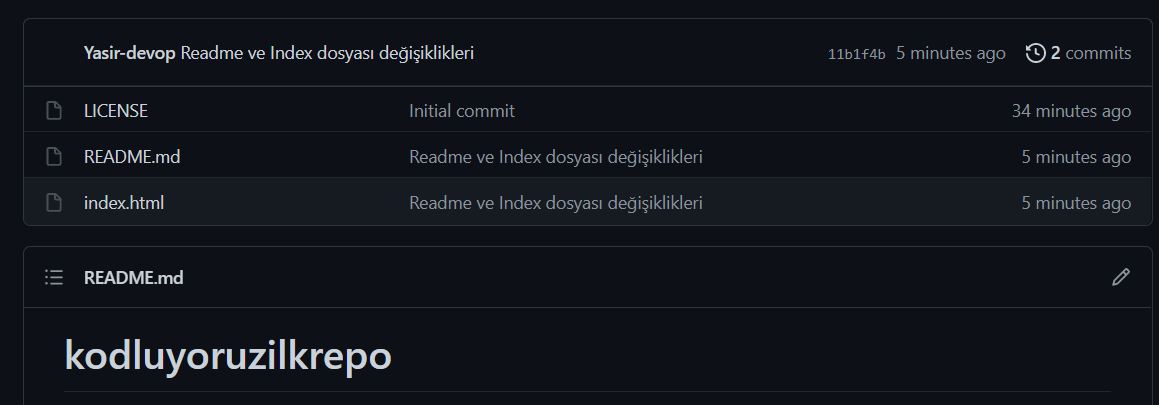 Yasir-devop Readme ve Index dosyası değişiklikleri 11b1f4b 5 minutes ago 2 commits
LICENSE Initial commit 34 minutes ago
README.md Readme ve Index dosyası değişiklikleri 5 minutes ago
index.html Readme ve Index dosyası değişiklikleri 5 minutes ago
README.md
kodluyoruzilkrepo